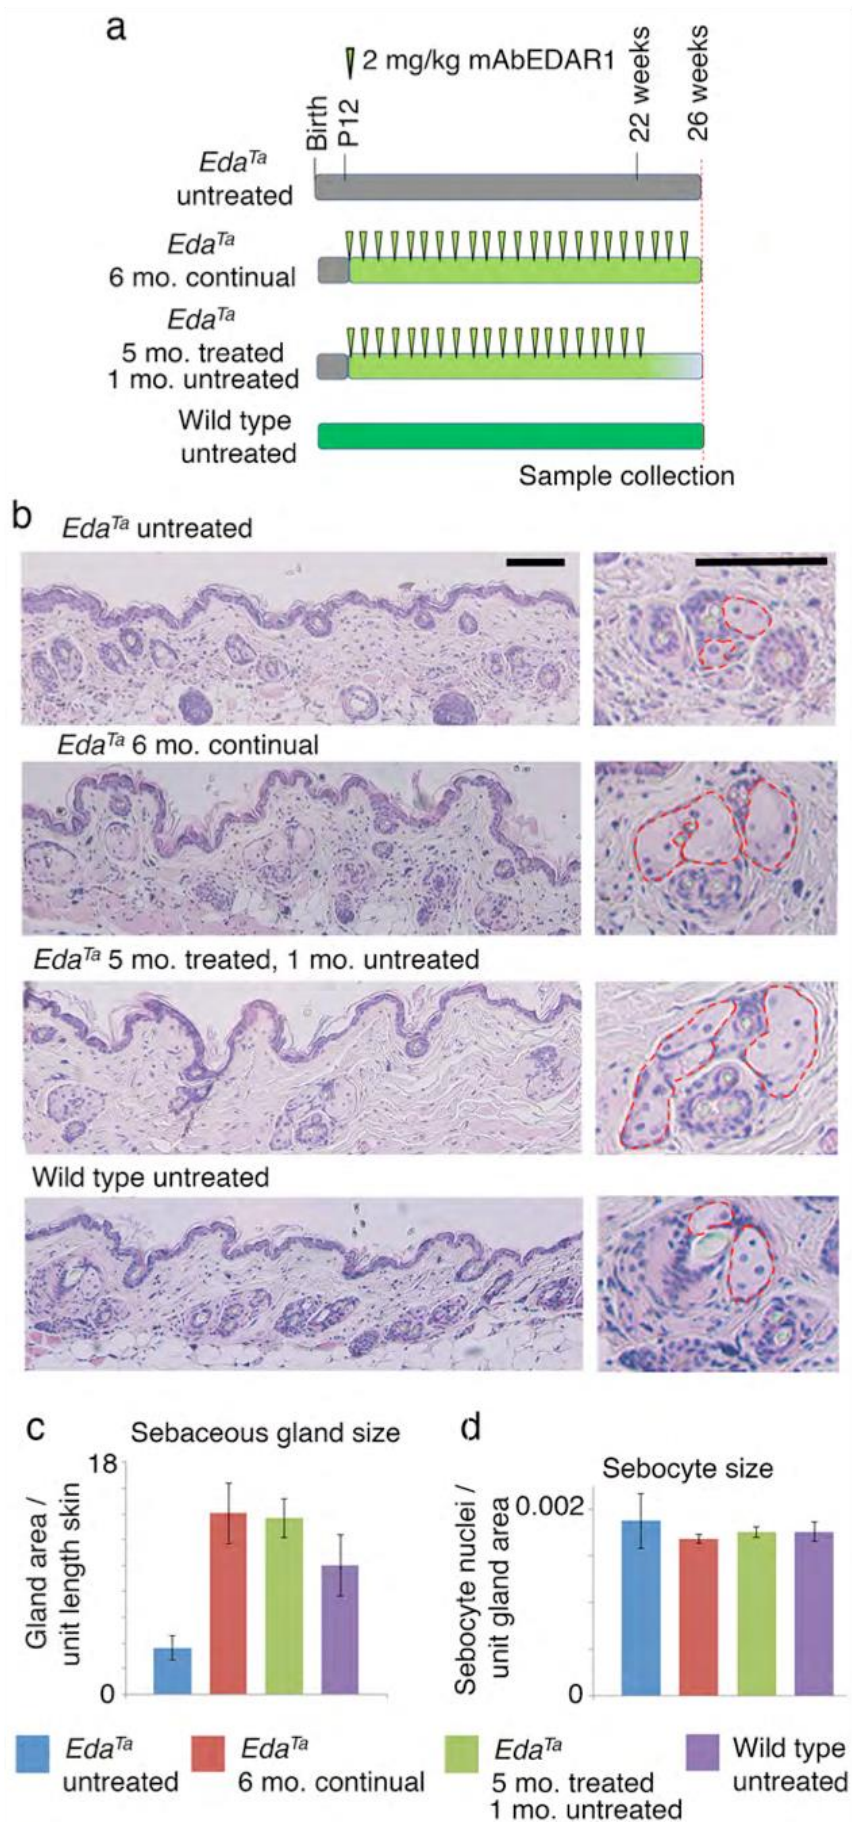 a
2 mg/kg mAbEDAR1
Birth
P12
22 weeks
26 weeks
EdaTa
untreated
EdaTa
6 mo. continual
EdaTa
5 mo. treated
1 mo. untreated
Wild type
untreated
Sample collection
b
EdaTa untreated
EdaTa 6 mo. continual
EdaTa 5 mo. treated, 1 mo. untreated
Wild type untreated
c
Sebaceous gland size
18
0
Gland area /
unit length skin
d
Sebocyte size
0.002
0
Sebocyte nuclei /
unit gland area
EdaTa
untreated
EdaTa
6 mo. continual
EdaTa
5 mo. treated
1 mo. untreated
Wild type
untreated